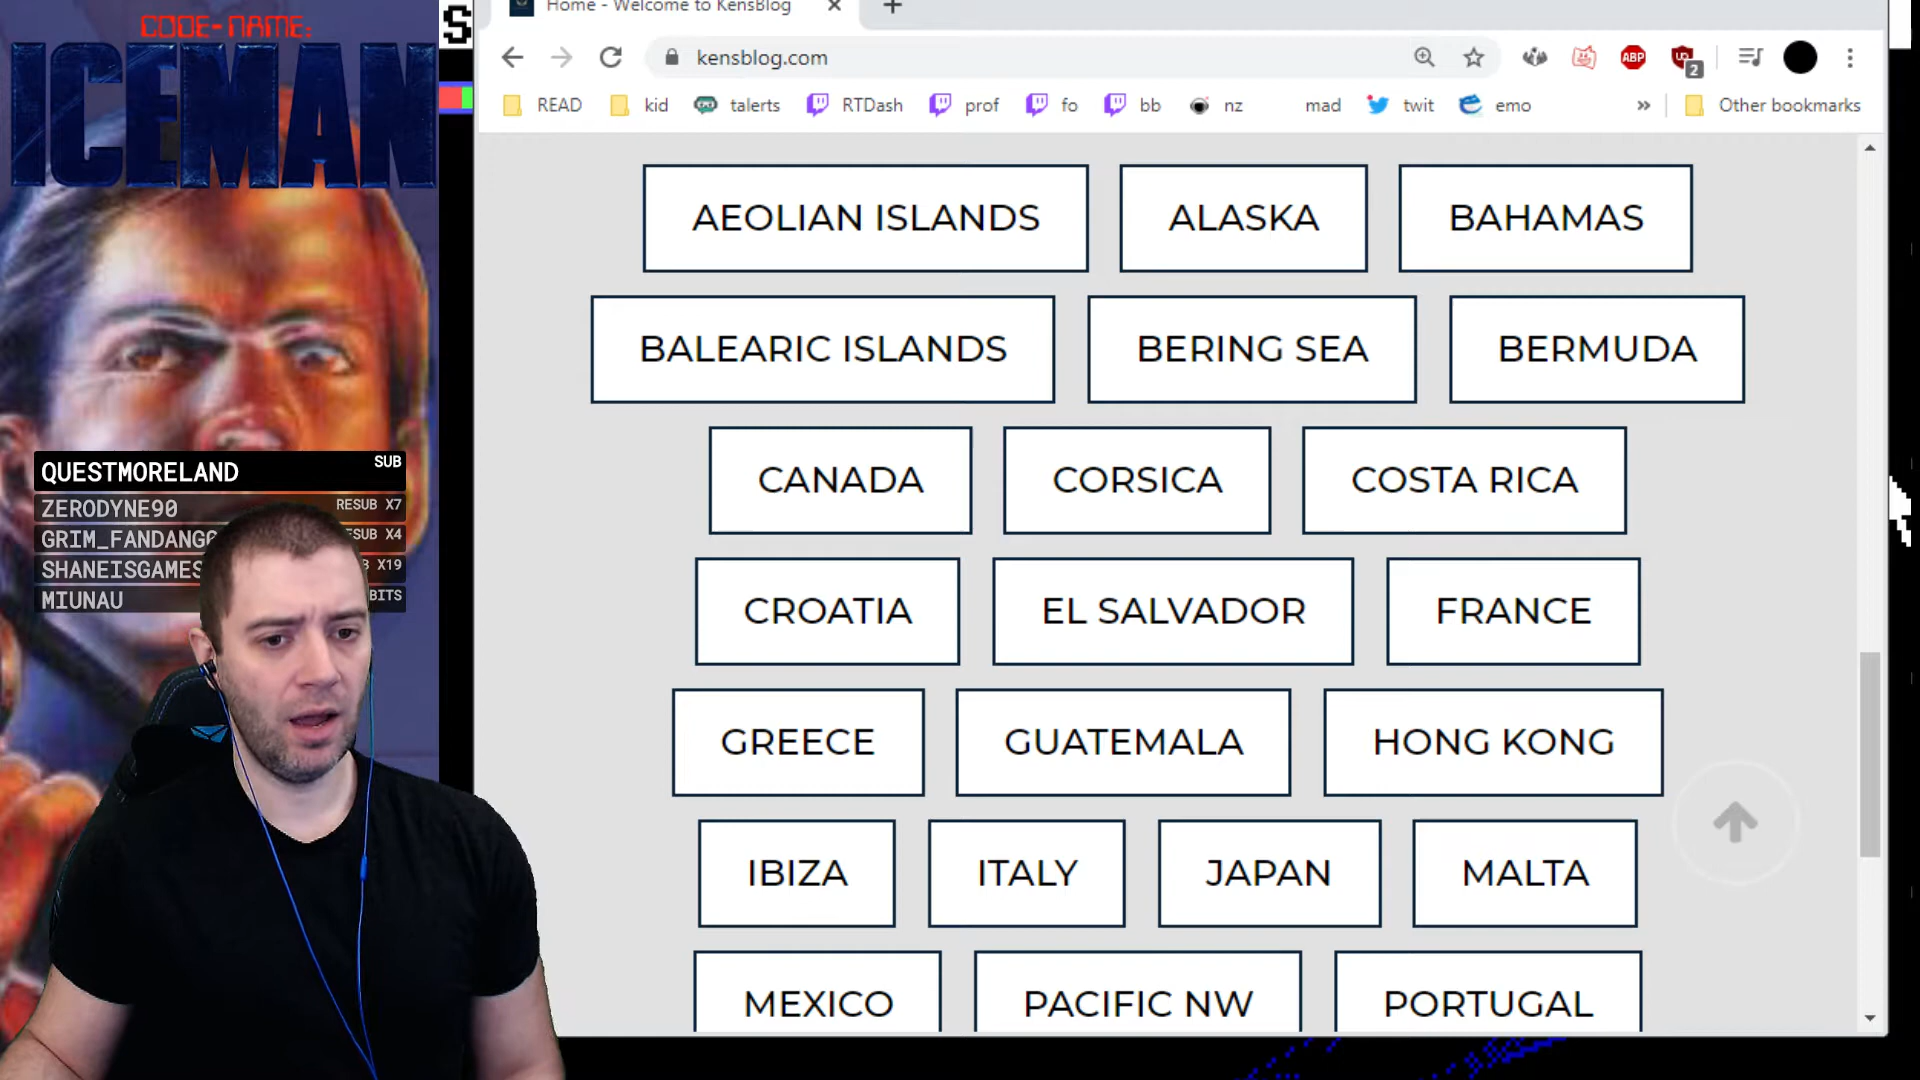 CODE-NAME:
ICEMAN
S
Home - Welcome to KensBlog
kensblog.com
ABP
2
READ kid talerts RTDash prof fo bb nz mad twit emo » Other bookmarks
AEOLIAN ISLANDS ALASKA BAHAMAS
BALEARIC ISLANDS BERING SEA BERMUDA
CANADA CORSICA COSTA RICA
CROATIA EL SALVADOR FRANCE
GREECE GUATEMALA HONG KONG
IBIZA ITALY JAPAN MALTA
MEXICO PACIFIC NW PORTUGAL
QUESTMORELAND SUB
ZERODYNE90 RESUB X7
GRIM_FANDANGO X4
SHANEISGAMES X19
MIUNAU BITS